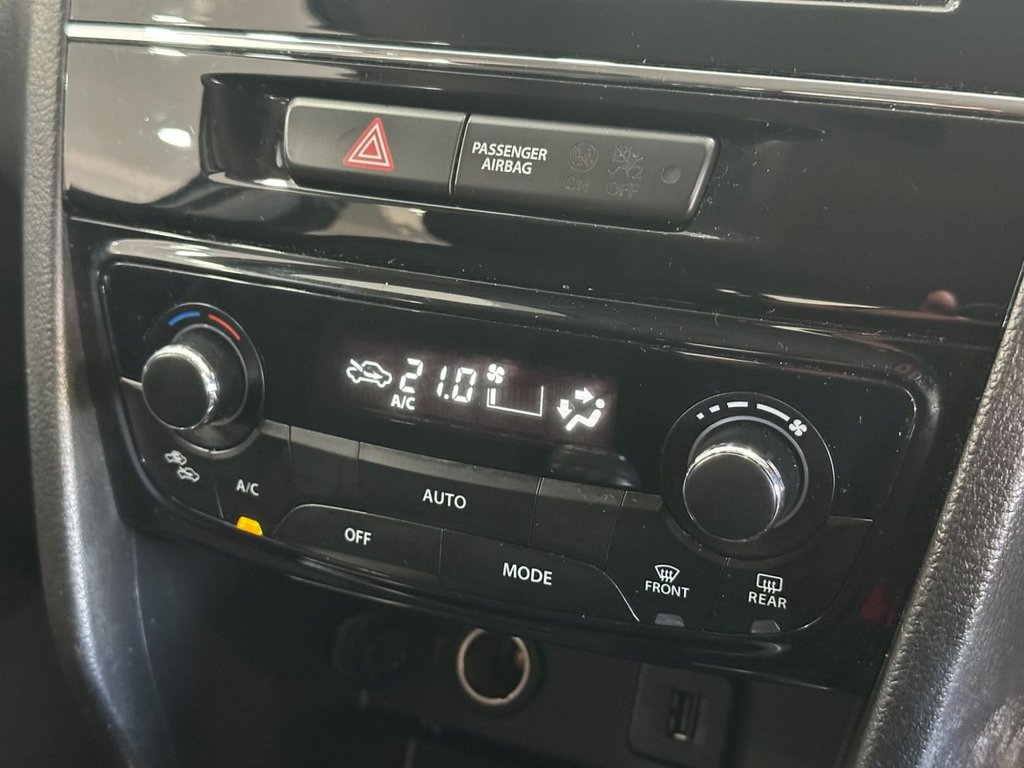 PASSENGER
AIRBAG
ON
OFF
21.0
A/C
A/C
AUTO
OFF
MODE
FRONT
REAR